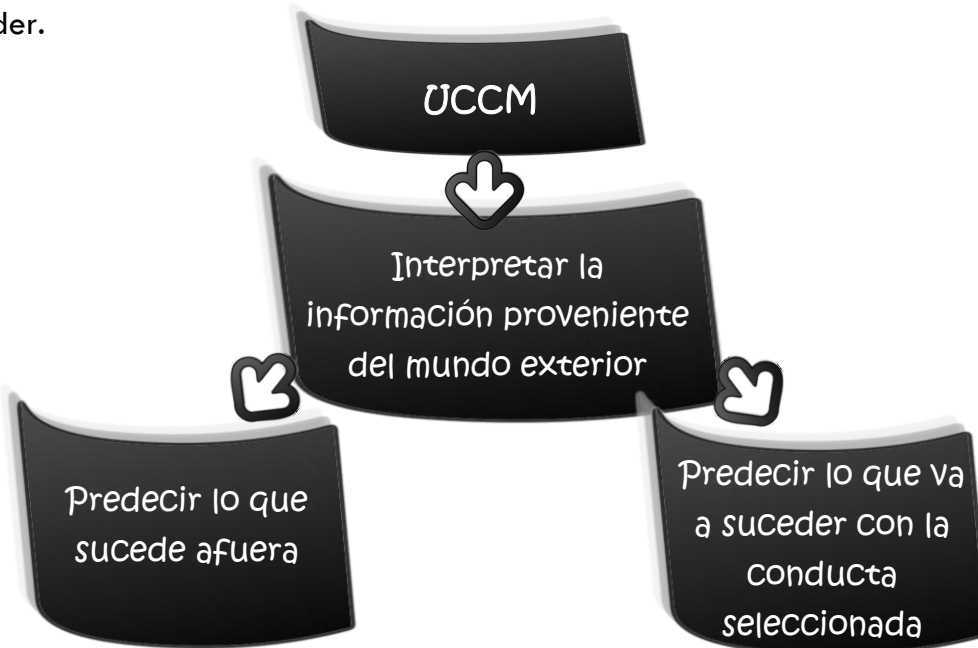 der.
UCCM
Interpretar la
información proveniente
del mundo exterior
Predecir lo que
sucede afuera
Predecir lo que va
a suceder con la
conducta
seleccionada